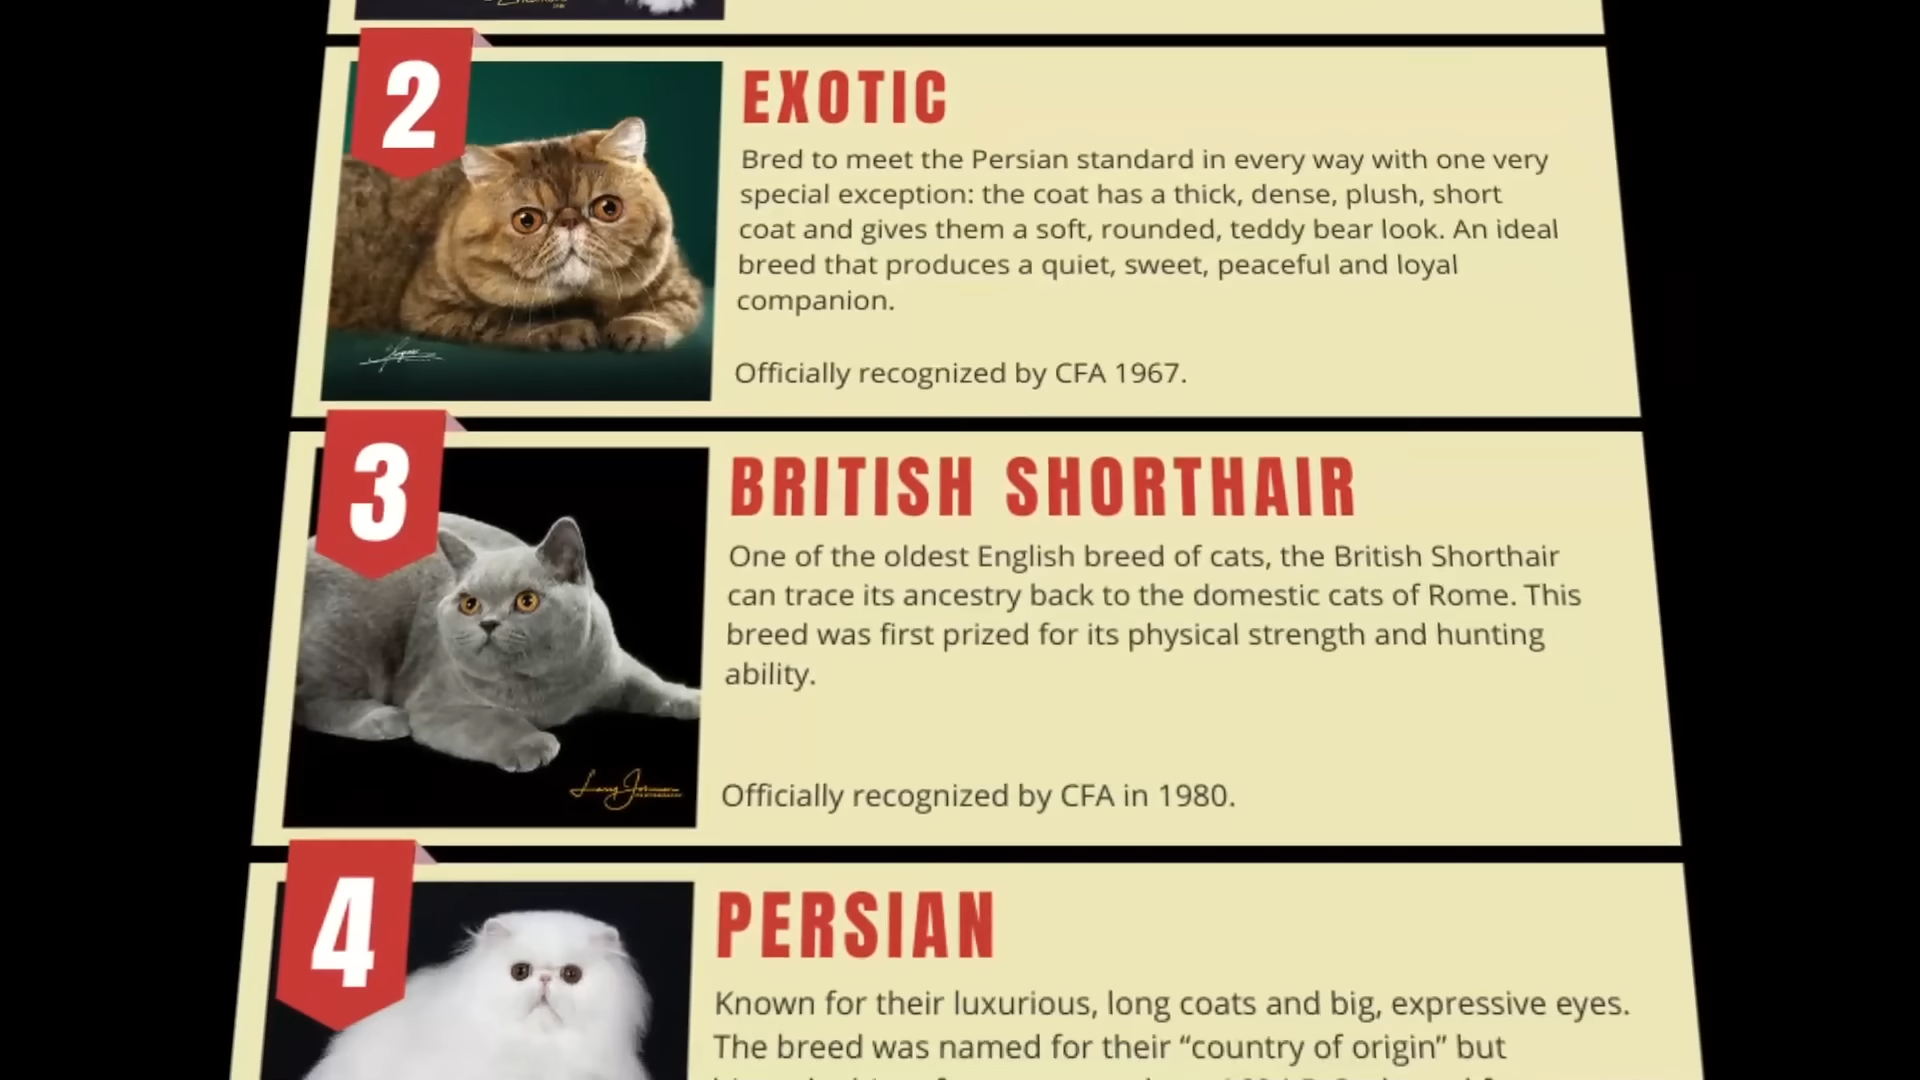 2
EXOTIC
Bred to meet the Persian standard in every way with one very
special exception: the coat has a thick, dense, plush, short
coat and gives them a soft, rounded, teddy bear look. An ideal
breed that produces a quiet, sweet, peaceful and loyal
companion.
Officially recognized by CFA 1967.
3
BRITISH SHORTHAIR
One of the oldest English breed of cats, the British Shorthair
can trace its ancestry back to the domestic cats of Rome. This
breed was first prized for its physical strength and hunting
ability.
Larry Johnson
PHOTOGRAPHY
Officially recognized by CFA in 1980.
4
PERSIAN
Known for their luxurious, long coats and big, expressive eyes.
The breed was named for their “country of origin” but